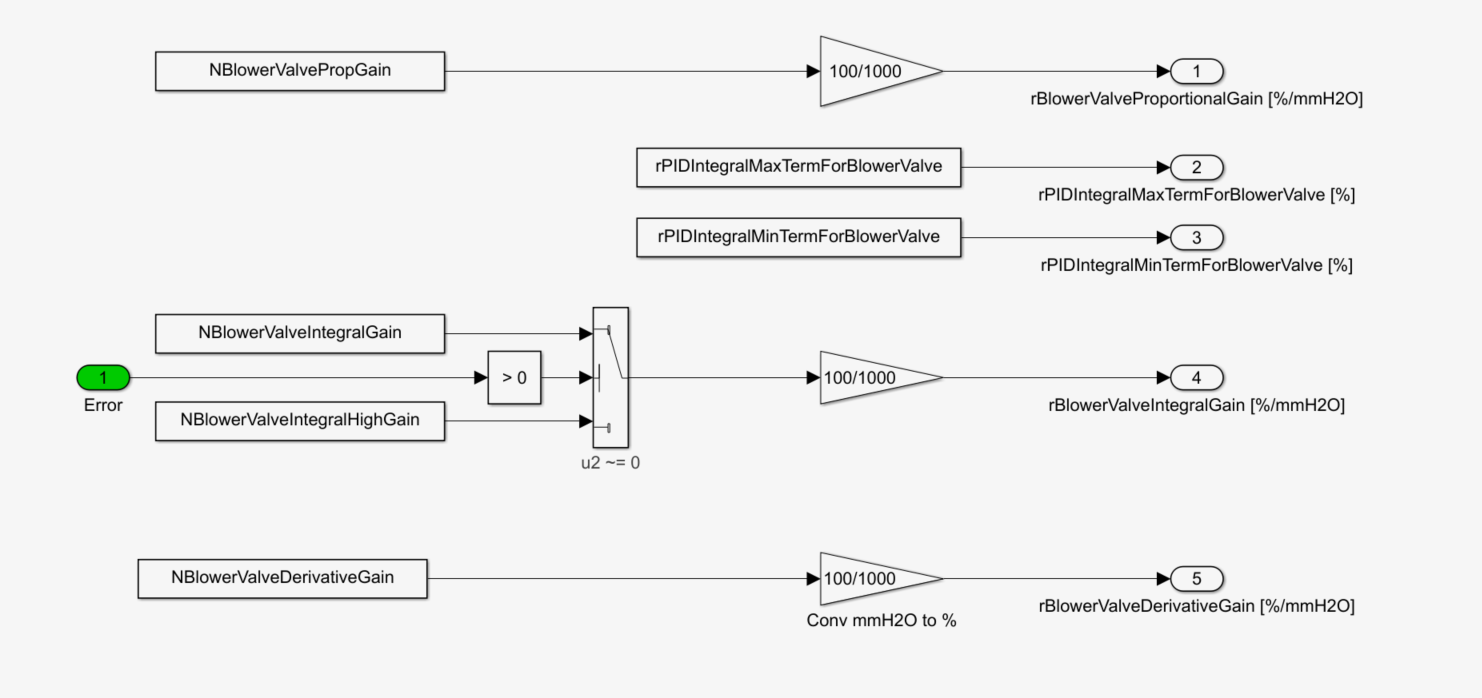 NBlowerValvePropGain
100/1000
1
rBlowerValveProportionalGain [%/mmH2O]
rPIDIntegralMaxTermForBlowerValve
2
rPIDIntegralMaxTermForBlowerValve [%]
rPIDIntegralMinTermForBlowerValve
3
rPIDIntegralMinTermForBlowerValve [%]
NBlowerValveIntegralGain
1
Error
> 0
NBlowerValveIntegralHighGain
u2 ~= 0
100/1000
4
rBlowerValveIntegralGain [%/mmH2O]
NBlowerValveDerivativeGain
100/1000
Conv mmH2O to %
5
rBlowerValveDerivativeGain [%/mmH2O]